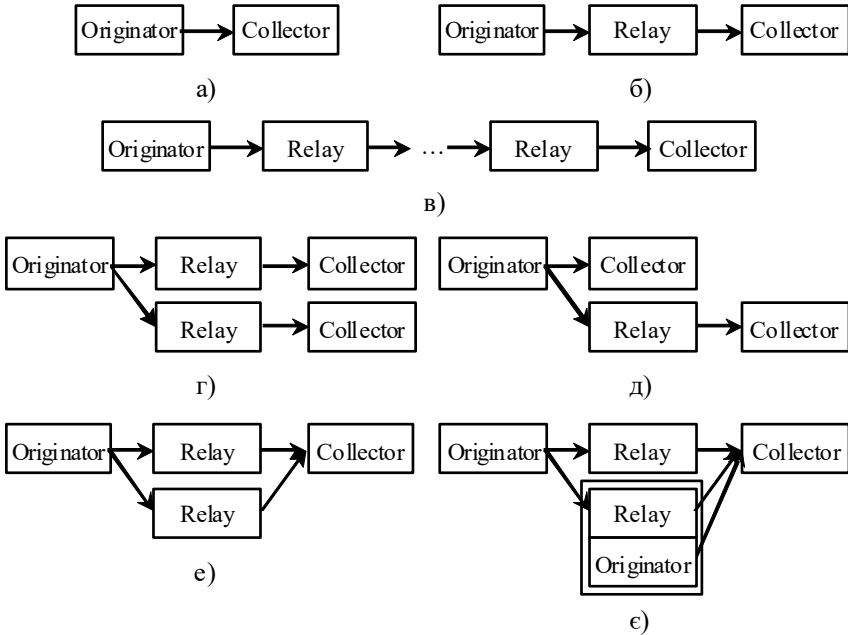 Originator Collector Originator Relay Collector
а) б)
Originator Relay ... Relay Collector
в)
Originator Relay Collector Originator Collector
Relay Collector Relay Collector
г) д)
Originator Relay Collector Originator Relay Collector
Relay Relay
Originator
е) є)